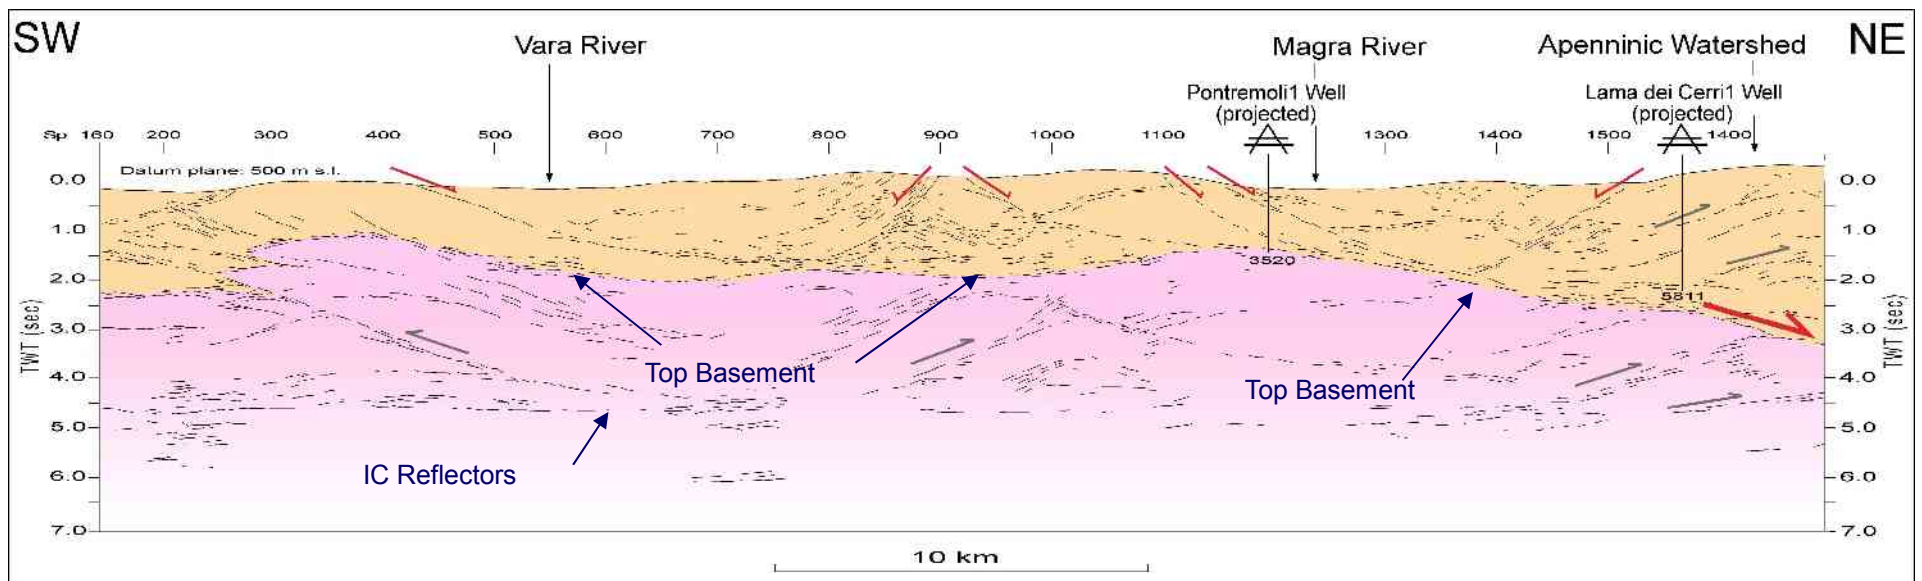 SW
Vara River
Magra River
Apenninic Watershed
NE
Pontremoli1 Well
(projected)
Lama dei Cerri1 Well
(projected)
Sp 160 200 300 400 500 600 700 800 900 1000 1100 1300 1400 1500 1400
Datum plane: 500 m s.l.
0.0 0.0
1.0 1.0
2.0 2.0
3.0 3.0
4.0 4.0
5.0 5.0
6.0 6.0
7.0 7.0
TWT (sec)
TWT (sec)
3520
5811
Top Basement
Top Basement
IC Reflectors
10 km